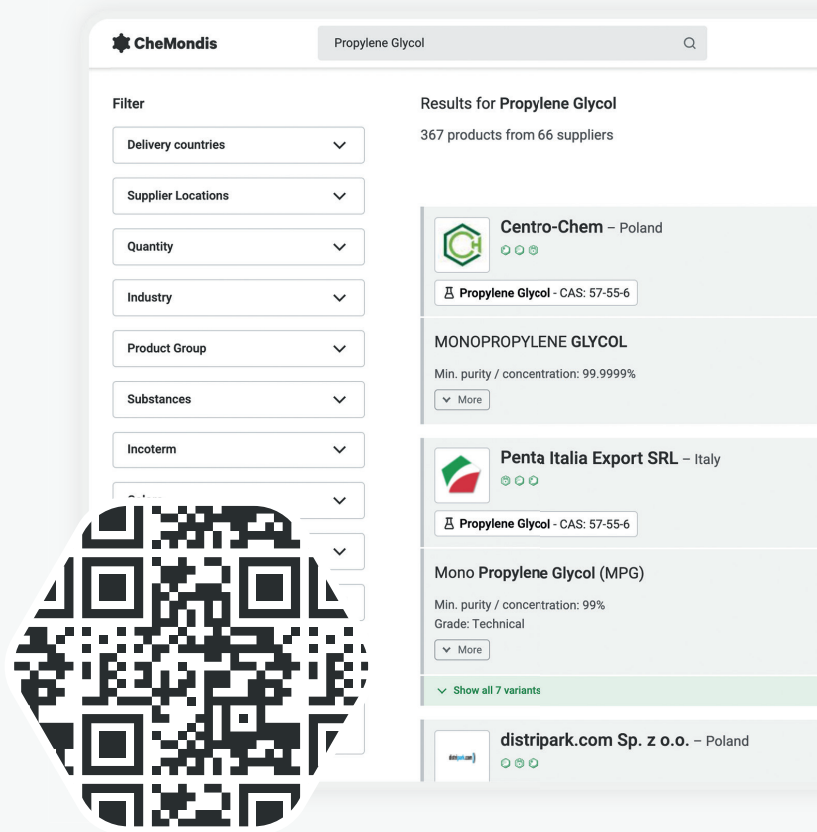 CheMondis
Propylene Glycol
Filter
Delivery countries
Supplier Locations
Quantity
Industry
Product Group
Substances
Incoterm
Results for Propylene Glycol
367 products from 66 suppliers
Centro-Chem – Poland
Propylene Glycol - CAS: 57-55-6
MONOPROPYLENE GLYCOL
Min. purity / concentration: 99.9999%
More
Penta Italia Export SRL – Italy
Propylene Glycol - CAS: 57-55-6
Mono Propylene Glycol (MPG)
Min. purity / concentration: 99%
Grade: Technical
More
Show all 7 variants
distripark.com Sp. z o.o. – Poland